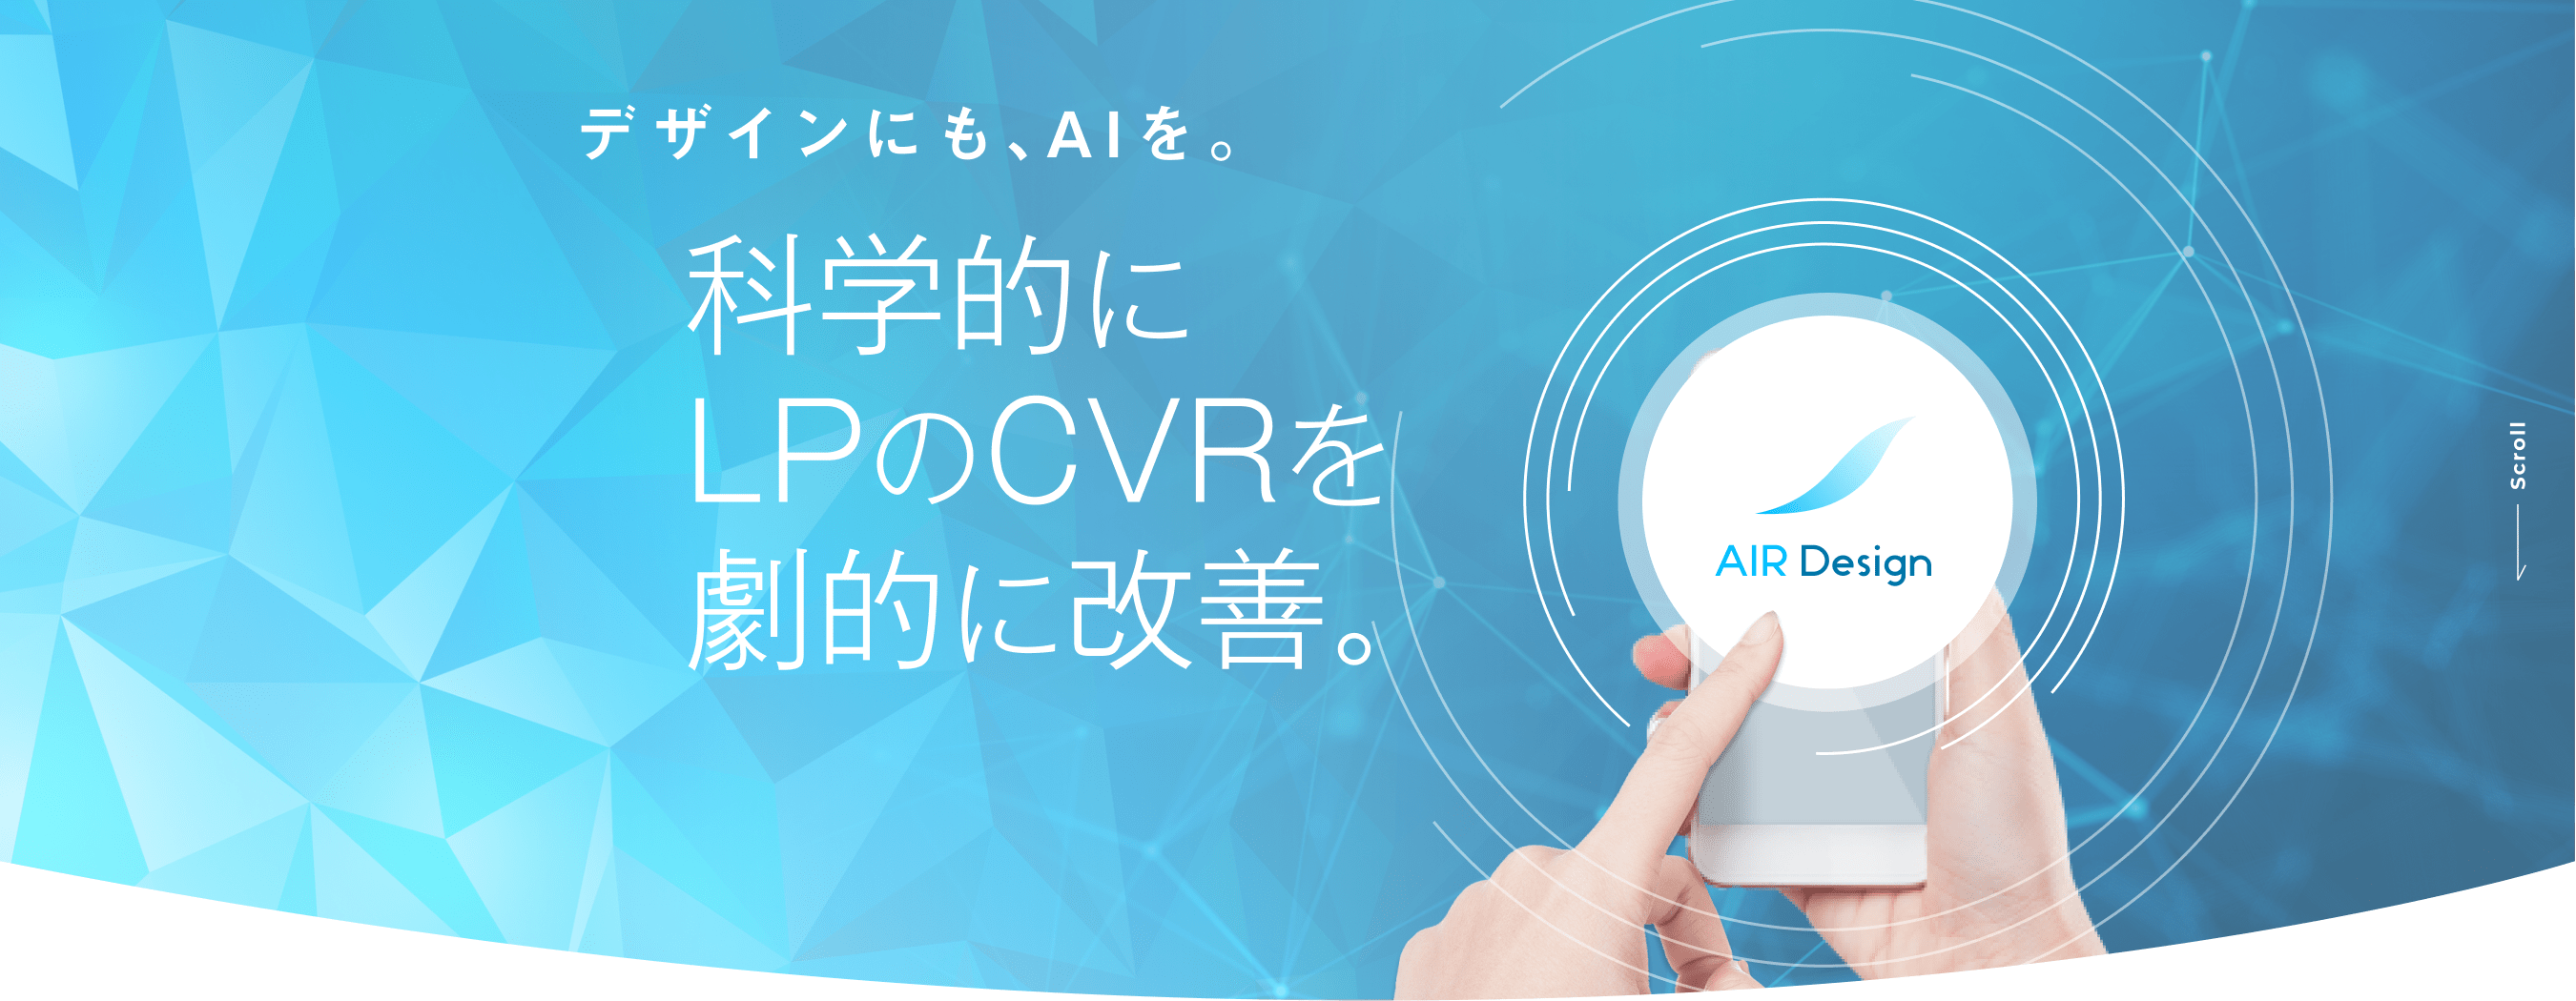 デザインにも、AIを。
科学的に
LPのCVRを
劇的に改善。
AIR Design
Scroll